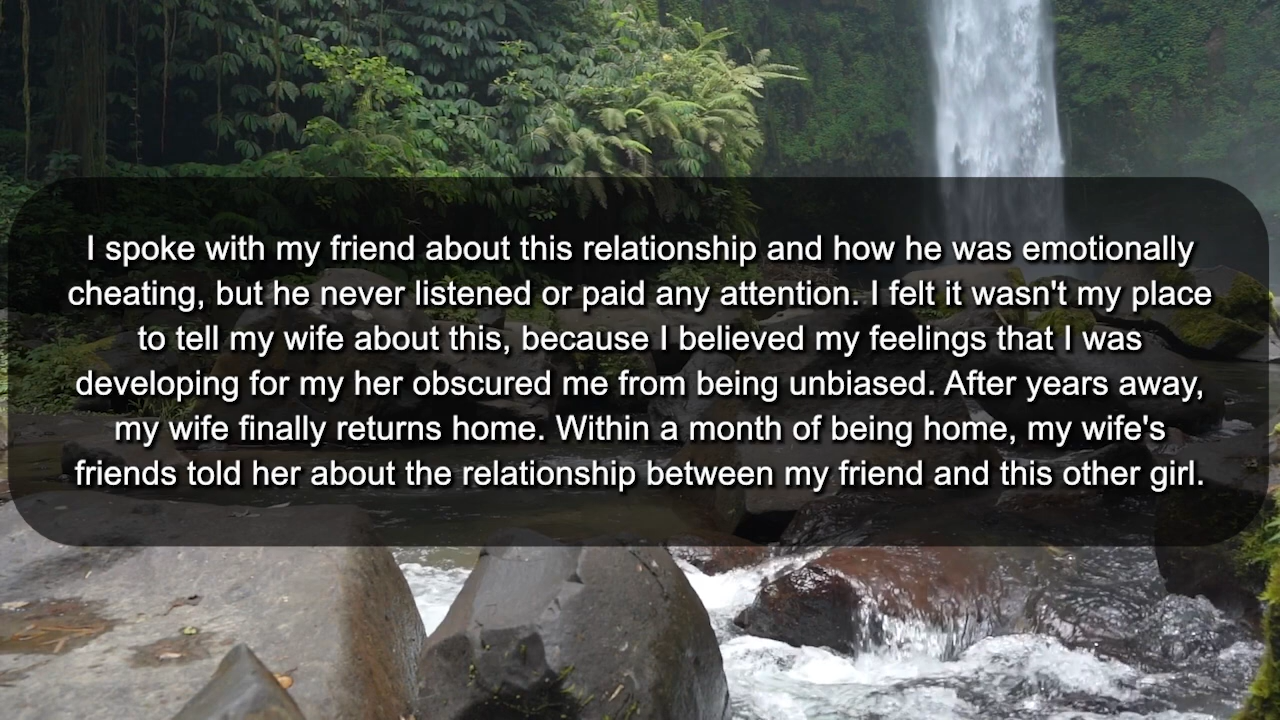 I spoke with my friend about this relationship and how he was emotionally
cheating, but he never listened or paid any attention. I felt it wasn't my place
to tell my wife about this, because I believed my feelings that I was
developing for my her obscured me from being unbiased. After years away,
my wife finally returns home. Within a month of being home, my wife's
friends told her about the relationship between my friend and this other girl.